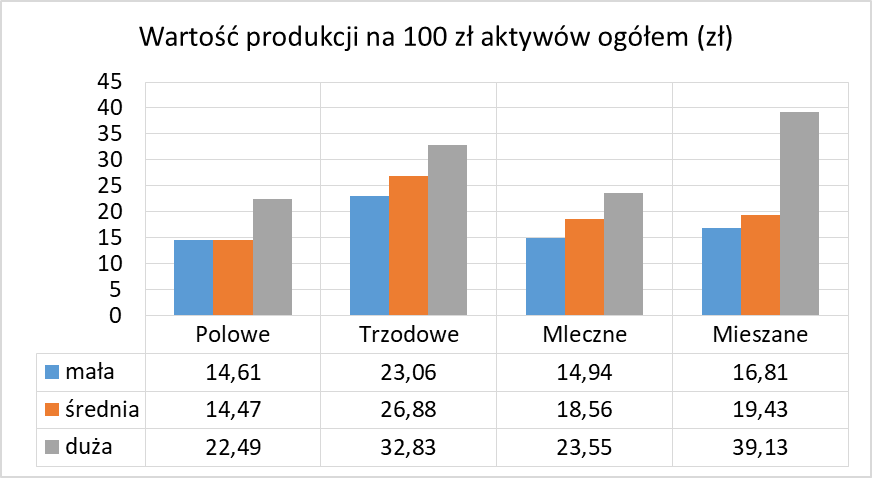 Wartość produkcji na 100 zł aktywów ogółem (zł)
45
40
35
30
25
20
15
10
5
0
Polowe Trzodowe Mleczne Mieszane
mała 14,61 23,06 14,94 16,81
średnia 14,47 26,88 18,56 19,43
duża 22,49 32,83 23,55 39,13